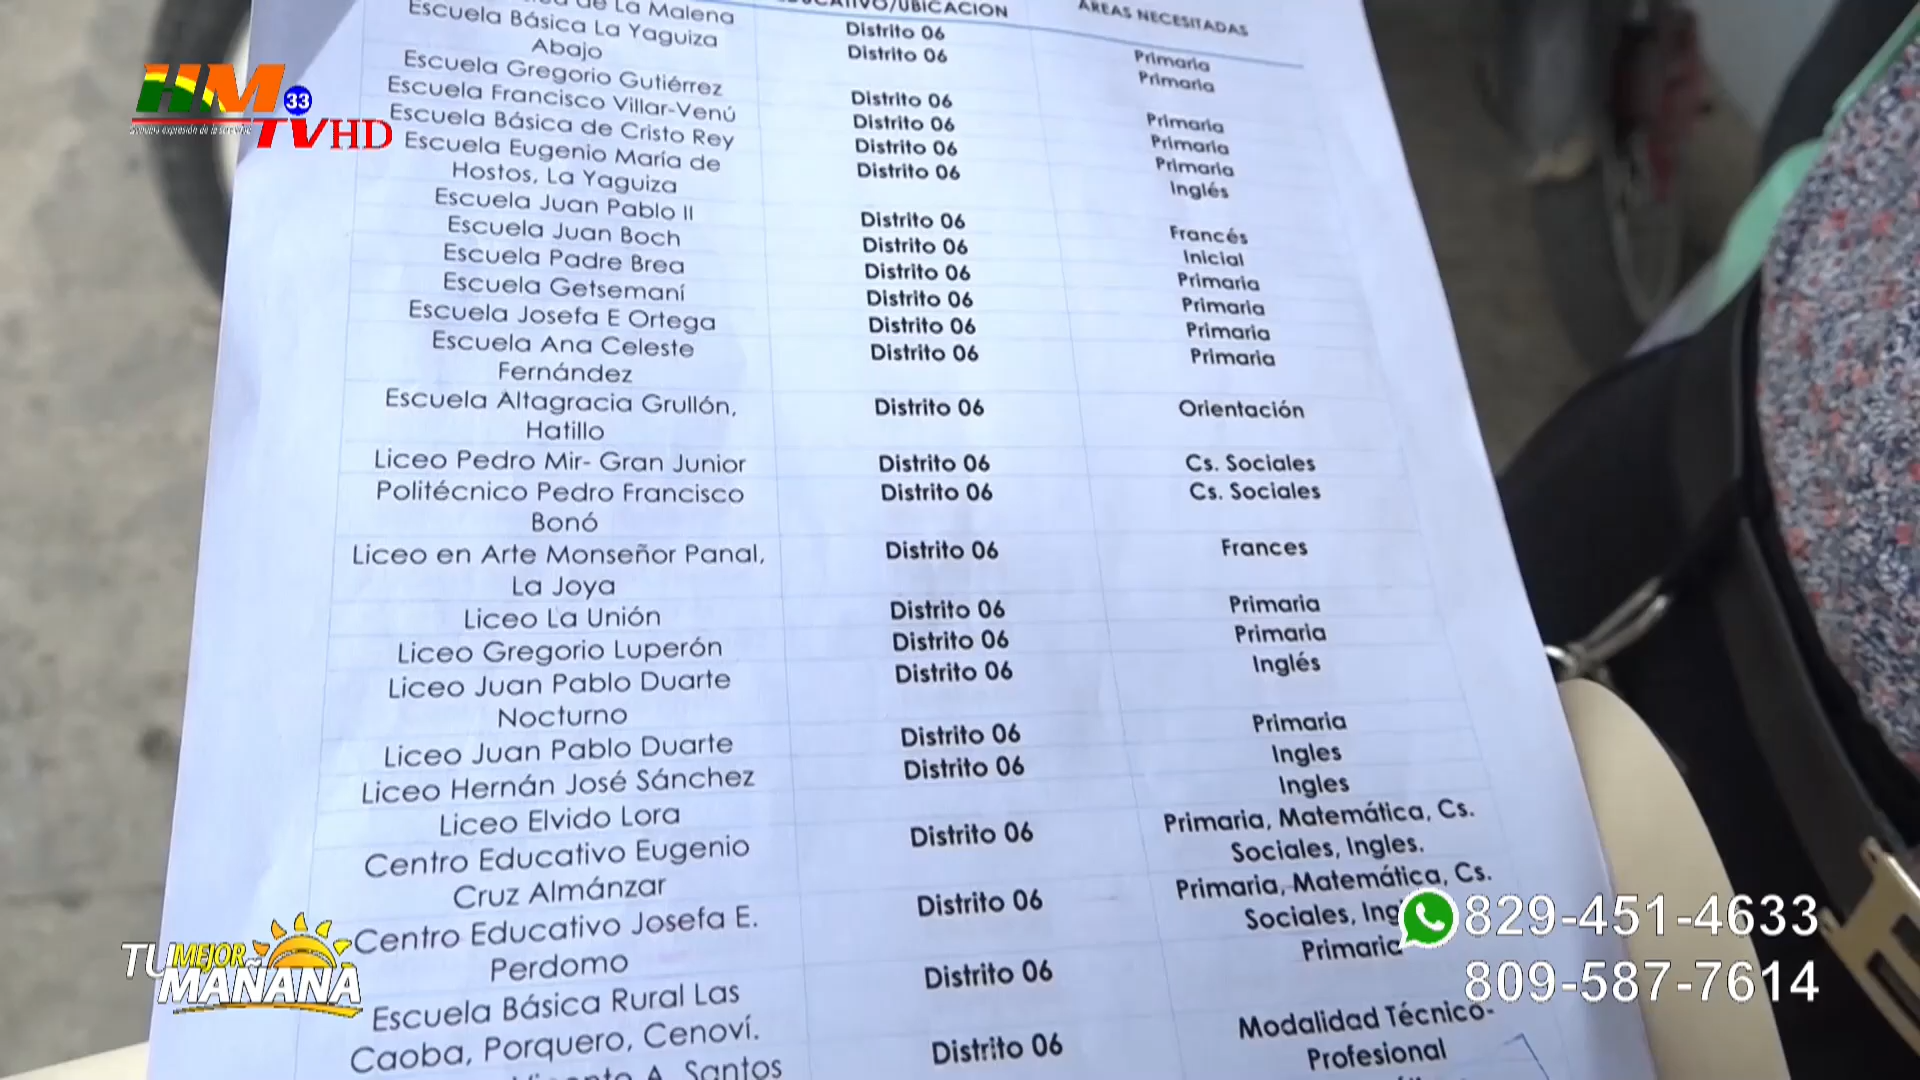 de La Malena
EDUCATIVO/UBICACION
ÁREAS NECESITADAS
Escuela Básica La Yaguiza
Abajo
Distrito 06
Distrito 06
Primaria
Primaria
Escuela Gregorio Gutiérrez
Distrito 06
Primaria
Escuela Francisco Villar-Venú
Distrito 06
Primaria
Escuela Básica de Cristo Rey
Distrito 06
Primaria
Escuela Eugenio María de
Hostos, La Yaguiza
Distrito 06
Inglés
Escuela Juan Pablo II
Distrito 06
Francés
Escuela Juan Boch
Distrito 06
Inicial
Escuela Padre Brea
Distrito 06
Primaria
Escuela Getsemaní
Distrito 06
Primaria
Escuela Josefa E Ortega
Distrito 06
Primaria
Escuela Ana Celeste
Fernández
Distrito 06
Primaria
Escuela Altagracia Grullón,
Hatillo
Distrito 06
Orientación
Liceo Pedro Mir- Gran Junior
Distrito 06
Cs. Sociales
Politécnico Pedro Francisco
Bonó
Distrito 06
Cs. Sociales
Liceo en Arte Monseñor Panal,
La Joya
Distrito 06
Frances
Liceo La Unión
Distrito 06
Primaria
Liceo Gregorio Luperón
Distrito 06
Primaria
Liceo Juan Pablo Duarte
Nocturno
Distrito 06
Inglés
Liceo Juan Pablo Duarte
Distrito 06
Primaria
Liceo Hernán José Sánchez
Distrito 06
Ingles
Liceo Elvido Lora
Ingles
Centro Educativo Eugenio
Cruz Almánzar
Distrito 06
Primaria, Matemática, Cs.
Sociales, Ingles.
Centro Educativo Josefa E.
Perdomo
Distrito 06
Primaria, Matemática, Cs.
Sociales, Ing
Escuela Básica Rural Las
Caoba, Porquero, Cenoví.
Distrito 06
Primaria
A. Santos
Distrito 06
Modalidad Técnico-
Profesional
HM
33
TV HD
TU MEJOR
MAÑANA
829-451-4633
809-587-7614